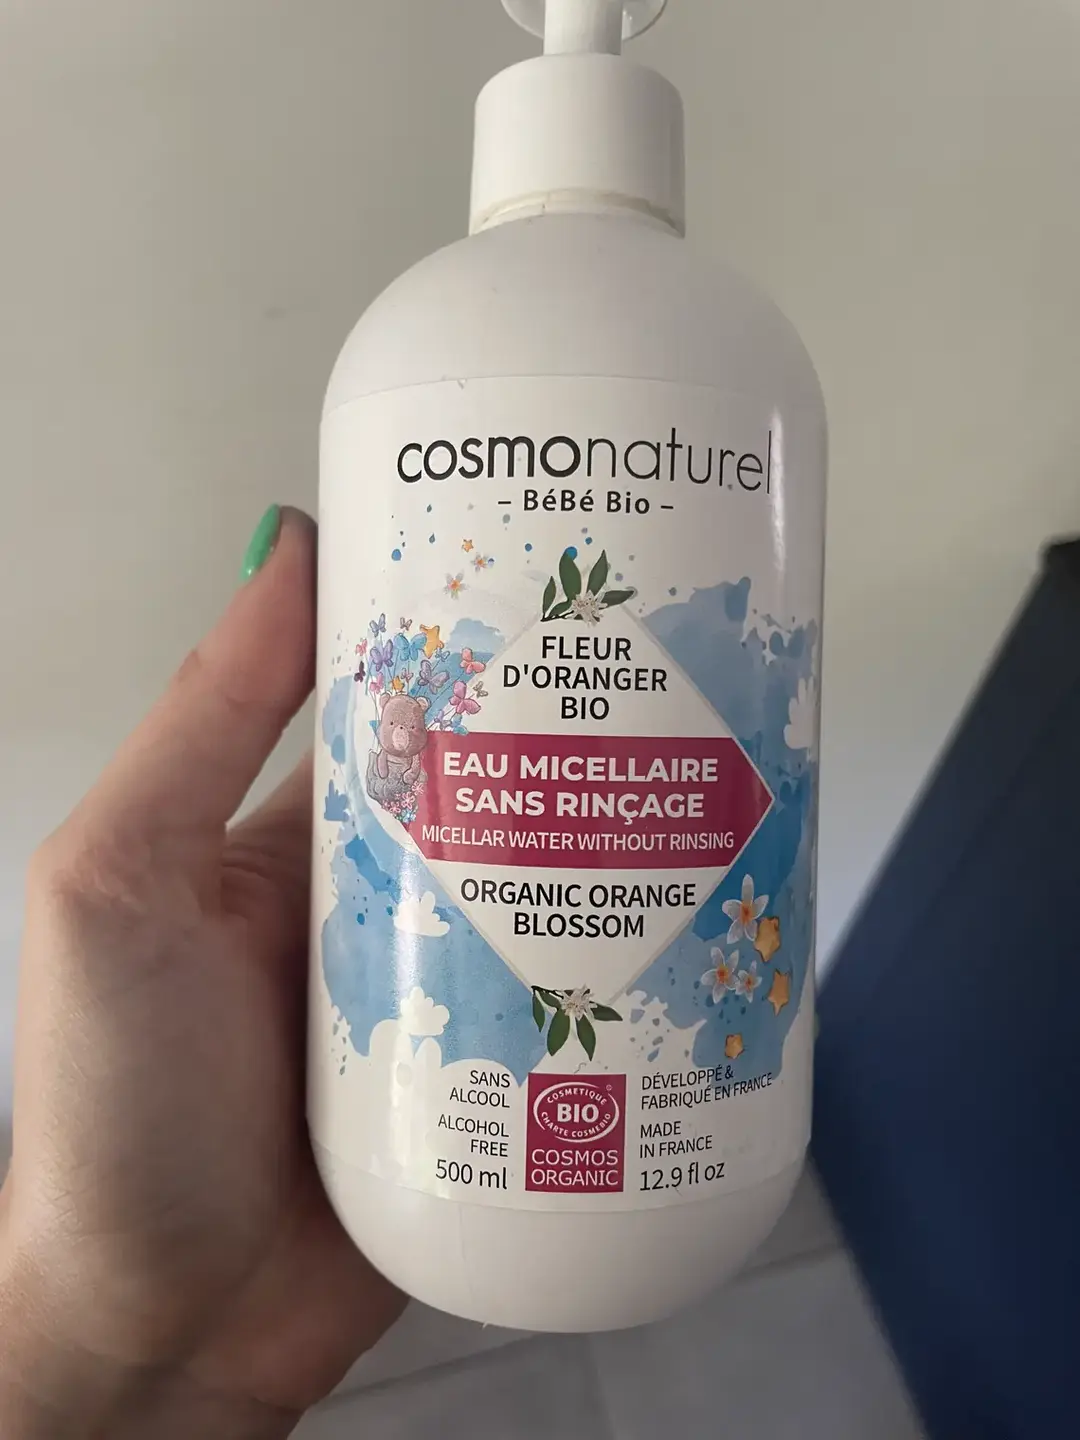 cosmonaturel
– BéBé Bio –
FLEUR
D'ORANGER
BIO
EAU MICELLAIRE
SANS RINÇAGE
MICELLAR WATER WITHOUT RINSING
ORGANIC ORANGE
BLOSSOM
SANS
ALCOOL
ALCOHOL
FREE
500 ml
COSMETIQUE
®
BIO
CHARTE COSMEBIO
COSMOS
ORGANIC
DÉVELOPPÉ &
FABRIQUÉ EN FRANCE
MADE
IN FRANCE
12.9 fl oz